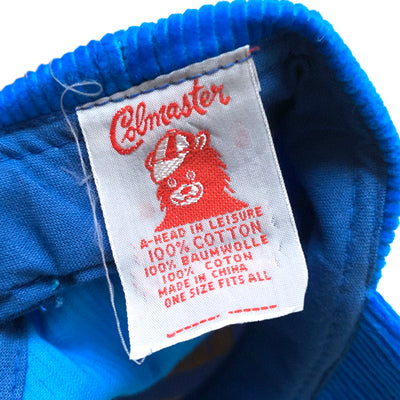 Colmaster
A-HEAD IN LEISURE
100% COTTON
100% BAUMWOLLE
100% COTON
MADE IN CHINA
ONE SIZE FITS ALL